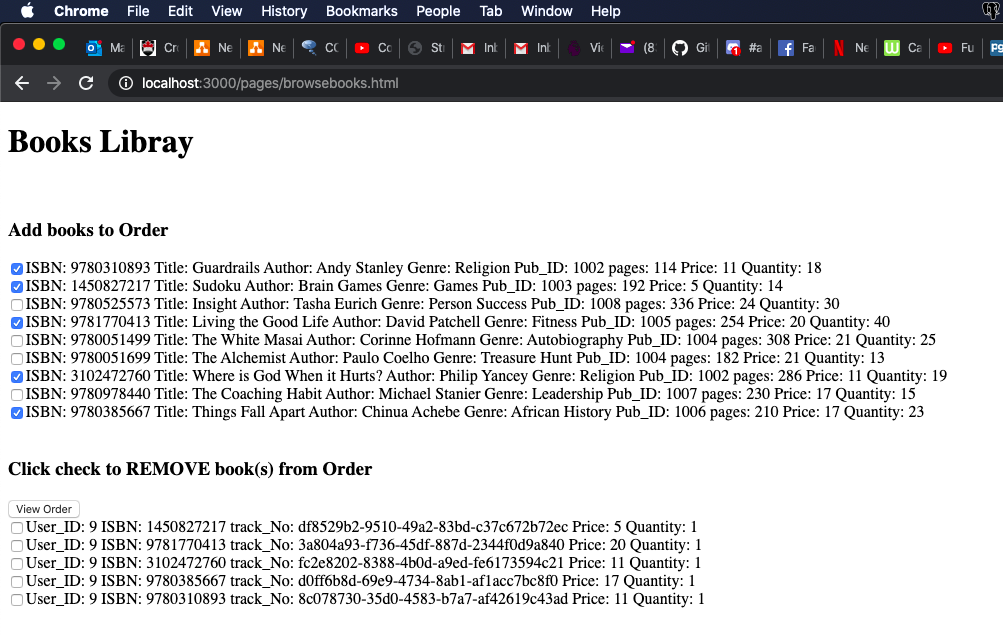 Chrome File Edit View History Bookmarks People Tab Window Help
Ma Cr Ne Ne CC Co St Inb Inb Vie (8. Git #a Fa Ne Ca Fu P9
localhost:3000/pages/browsebooks.html
Books Libray
Add books to Order
ISBN: 9780310893 Title: Guardrails Author: Andy Stanley Genre: Religion Pub_ID: 1002 pages: 114 Price: 11 Quantity: 18
ISBN: 1450827217 Title: Sudoku Author: Brain Games Genre: Games Pub_ID: 1003 pages: 192 Price: 5 Quantity: 14
ISBN: 9780525573 Title: Insight Author: Tasha Eurich Genre: Person Success Pub_ID: 1008 pages: 336 Price: 24 Quantity: 30
ISBN: 9781770413 Title: Living the Good Life Author: David Patchell Genre: Fitness Pub_ID: 1005 pages: 254 Price: 20 Quantity: 40
ISBN: 9780051499 Title: The White Masai Author: Corinne Hofmann Genre: Autobiography Pub_ID: 1004 pages: 308 Price: 21 Quantity: 25
ISBN: 9780051699 Title: The Alchemist Author: Paulo Coelho Genre: Treasure Hunt Pub_ID: 1004 pages: 182 Price: 21 Quantity: 13
ISBN: 3102472760 Title: Where is God When it Hurts? Author: Philip Yancey Genre: Religion Pub_ID: 1002 pages: 286 Price: 11 Quantity: 19
ISBN: 9780978440 Title: The Coaching Habit Author: Michael Stanier Genre: Leadership Pub_ID: 1007 pages: 230 Price: 17 Quantity: 15
ISBN: 9780385667 Title: Things Fall Apart Author: Chinua Achebe Genre: African History Pub_ID: 1006 pages: 210 Price: 17 Quantity: 23
Click check to REMOVE book(s) from Order
View Order
User_ID: 9 ISBN: 1450827217 track_No: df8529b2-9510-49a2-83bd-c37c672b72ec Price: 5 Quantity: 1
User_ID: 9 ISBN: 9781770413 track_No: 3a804a93-f736-45df-887d-2344f0d9a840 Price: 20 Quantity: 1
User_ID: 9 ISBN: 3102472760 track_No: fc2e8202-8388-4b0d-a9ed-fe6173594c21 Price: 11 Quantity: 1
User_ID: 9 ISBN: 9780385667 track_No: d0ff6b8d-69e9-4734-8ab1-af1acc7bc8f0 Price: 17 Quantity: 1
User_ID: 9 ISBN: 9780310893 track_No: 8c078730-35d0-4583-b7a7-af42619c43ad Price: 11 Quantity: 1